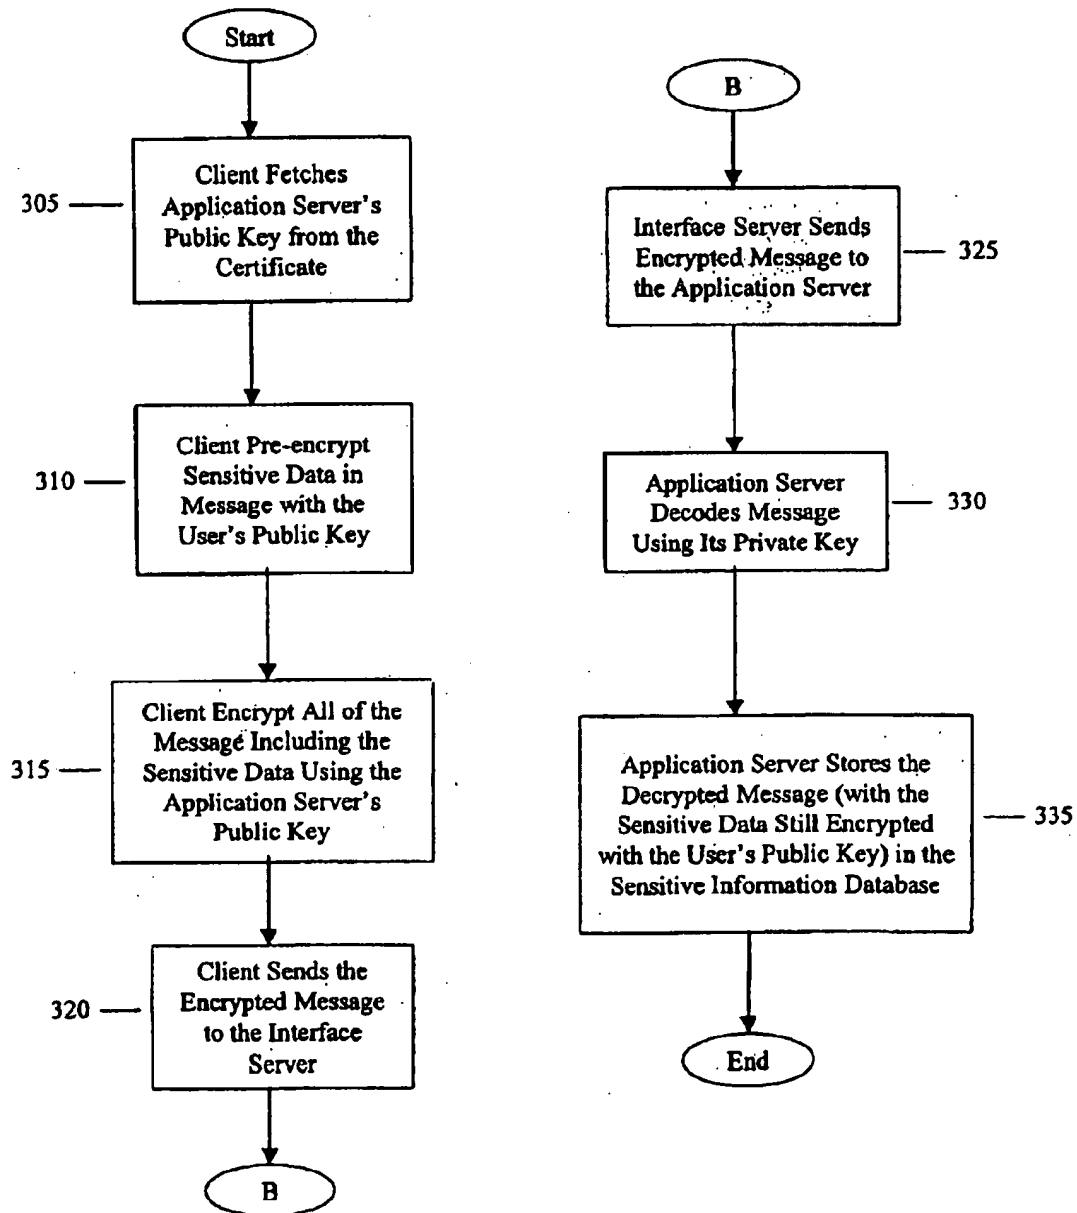 Start
305
Client Fetches
Application Server's
Public Key from the
Certificate
310
Client Pre-encrypt
Sensitive Data in
Message with the
User's Public Key
315
Client Encrypt All of the
Message Including the
Sensitive Data Using the
Application Server's
Public Key
320
Client Sends the
Encrypted Message
to the Interface
Server
B
B
Interface Server Sends
Encrypted Message to
the Application Server
325
Application Server
Decodes Message
Using Its Private Key
330
Application Server Stores the
Decrypted Message (with the
Sensitive Data Still Encrypted
with the User's Public Key) in the
Sensitive Information Database
335
End